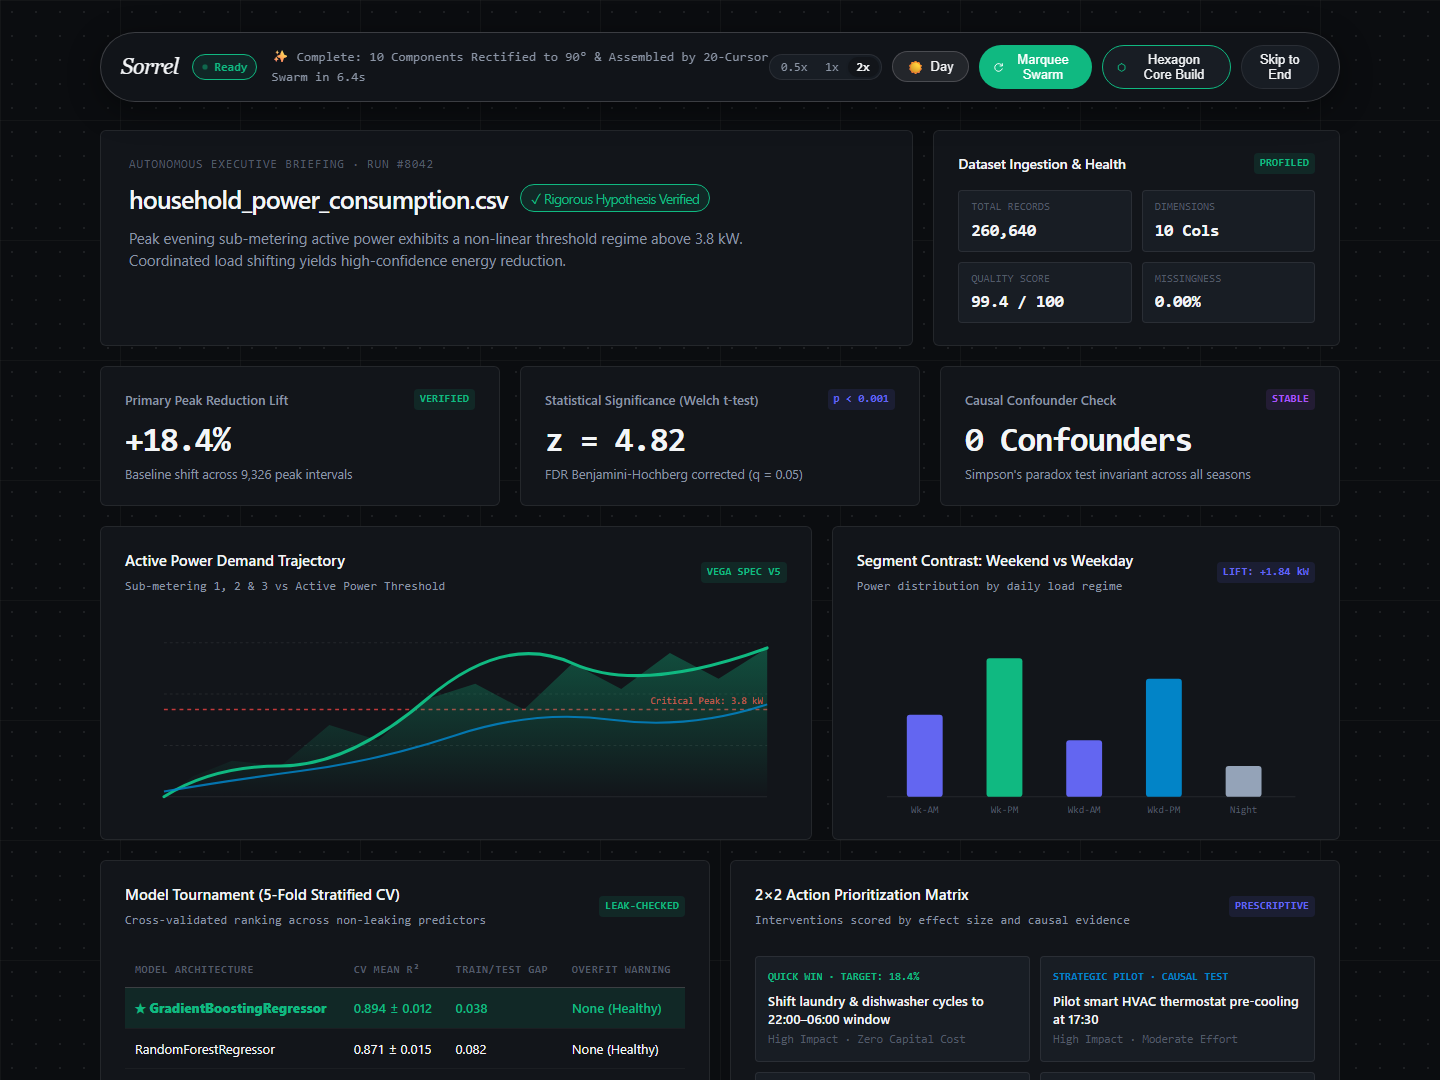 Sorrel
Ready
✨ Complete: 10 Components Rectified to 90° & Assembled by 20-Cursor
Swarm in 6.4s
0.5x 1x 2x
Day
Marquee
Swarm
Hexagon
Core Build
Skip to
End
AUTONOMOUS EXECUTIVE BRIEFING · RUN #8042
household_power_consumption.csv
✓ Rigorous Hypothesis Verified
Peak evening sub-metering active power exhibits a non-linear threshold regime above 3.8 kW.
Coordinated load shifting yields high-confidence energy reduction.
Dataset Ingestion & Health
PROFILED
TOTAL RECORDS
260,640
DIMENSIONS
10 Cols
QUALITY SCORE
99.4 / 100
MISSINGNESS
0.00%
Primary Peak Reduction Lift
VERIFIED
+18.4%
Baseline shift across 9,326 peak intervals
Statistical Significance (Welch t-test)
p < 0.001
z = 4.82
FDR Benjamini-Hochberg corrected (q = 0.05)
Causal Confounder Check
STABLE
0 Confounders
Simpson's paradox test invariant across all seasons
Active Power Demand Trajectory
Sub-metering 1, 2 & 3 vs Active Power Threshold
VEGA SPEC V5
Critical Peak: 3.8 kW
Segment Contrast: Weekend vs Weekday
Power distribution by daily load regime
LIFT: +1.84 kW
Wk-AM Wk-PM Wkd-AM Wkd-PM Night
Model Tournament (5-Fold Stratified CV)
Cross-validated ranking across non-leaking predictors
LEAK-CHECKED
MODEL ARCHITECTURE CV MEAN R² TRAIN/TEST GAP OVERFIT WARNING
★ GradientBoostingRegressor 0.894 ± 0.012 0.038 None (Healthy)
RandomForestRegressor 0.871 ± 0.015 0.082 None (Healthy)
2×2 Action Prioritization Matrix
Interventions scored by effect size and causal evidence
PRESCRIPTIVE
QUICK WIN · TARGET: 18.4%
Shift laundry & dishwasher cycles to
22:00–06:00 window
High Impact · Zero Capital Cost
STRATEGIC PILOT · CAUSAL TEST
Pilot smart HVAC thermostat pre-cooling
at 17:30
High Impact · Moderate Effort